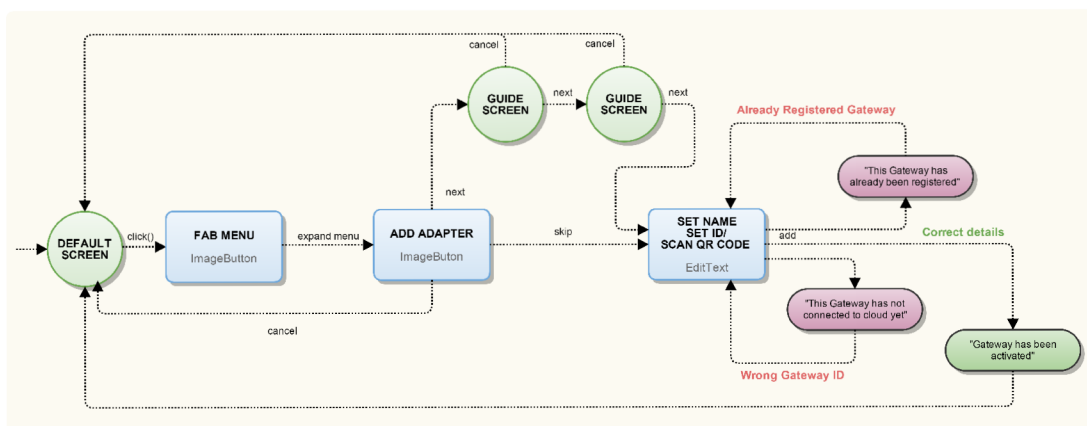 cancel
cancel
GUIDE
SCREEN
next
GUIDE
SCREEN
next
Already Registered Gateway
"This Gateway has
already been registered"
next
DEFAULT
SCREEN
click()
FAB MENU
ImageButton
expand menu
ADD ADAPTER
ImageButon
skip
SET NAME
SET ID/
SCAN QR CODE
EditText
add
Correct details
"This Gateway has not
connected to cloud yet"
cancel
"Gateway has been
activated"
Wrong Gateway ID